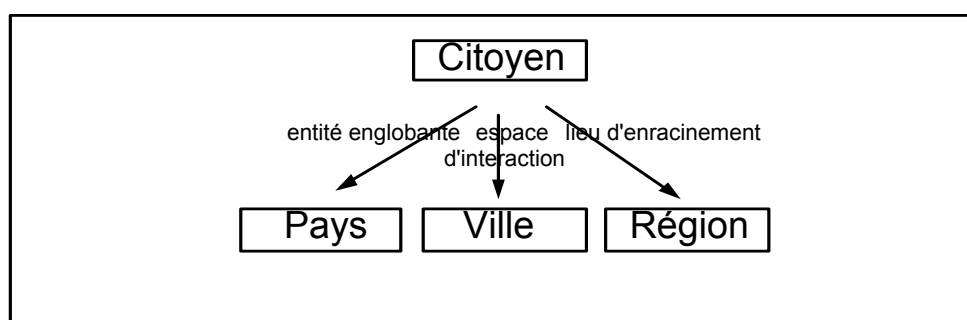 Citoyen
entité englobante espace lieu d'enracinement
d'interaction
Pays Ville Région